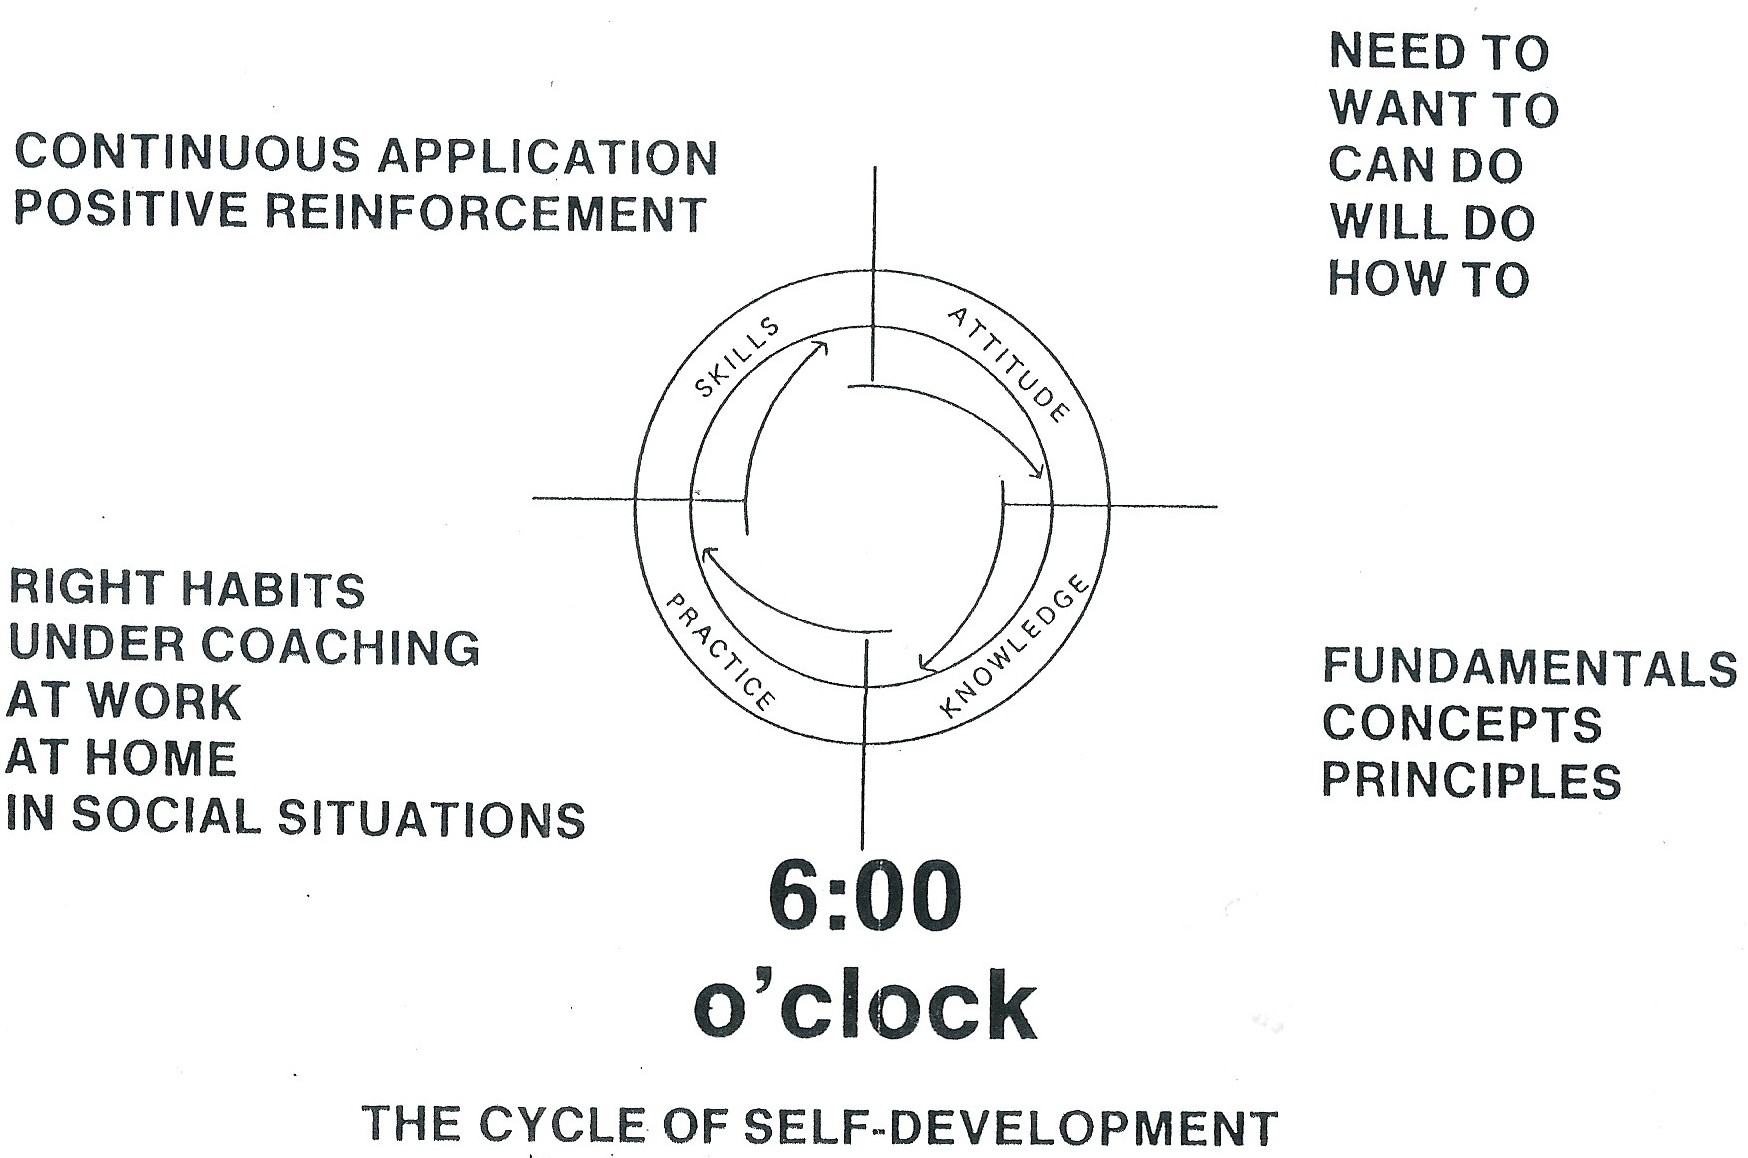 NEED TO
WANT TO
CAN DO
WILL DO
HOW TO
CONTINUOUS APPLICATION
POSITIVE REINFORCEMENT
SKILLS
ATTITUDE
PRACTICE
KNOWLEDGE
RIGHT HABITS
UNDER COACHING
AT WORK
AT HOME
IN SOCIAL SITUATIONS
FUNDAMENTALS
CONCEPTS
PRINCIPLES
6:00
o'clock
THE CYCLE OF SELF-DEVELOPMENT